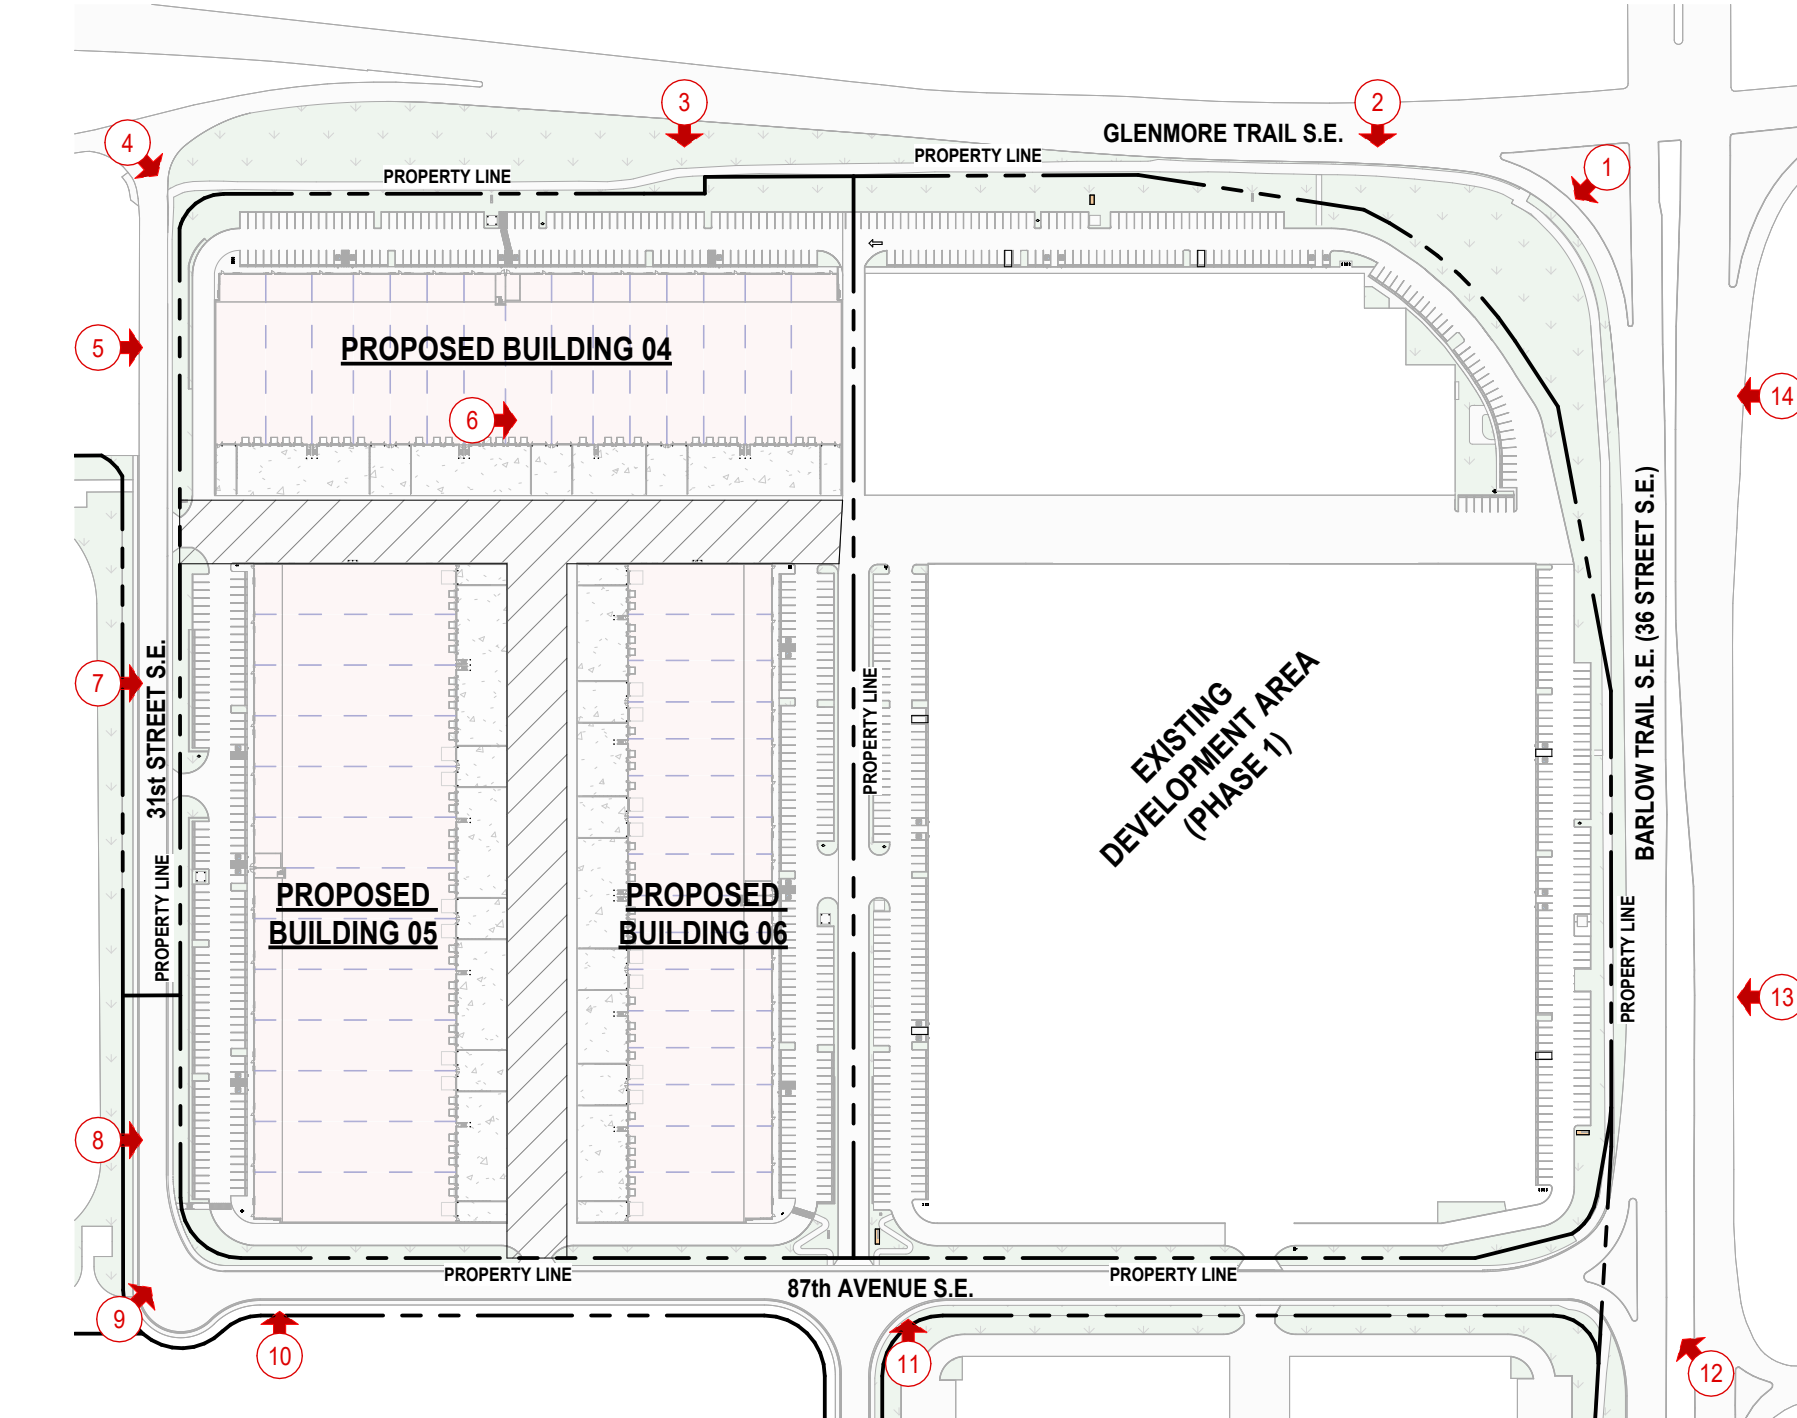 3
2
GLENMORE TRAIL S.E.
4
PROPERTY LINE
1
PROPERTY LINE
5
PROPOSED BUILDING 04
14
6
BARLOW TRAIL S.E. (36 STREET S.E.)
7
31st STREET S.E.
PROPERTY LINE
EXISTING
DEVELOPMENT AREA
(PHASE 1)
PROPERTY LINE
PROPOSED
BUILDING 05
PROPOSED
BUILDING 06
PROPERTY LINE
13
8
PROPERTY LINE
87th AVENUE S.E.
PROPERTY LINE
9
10
11
12